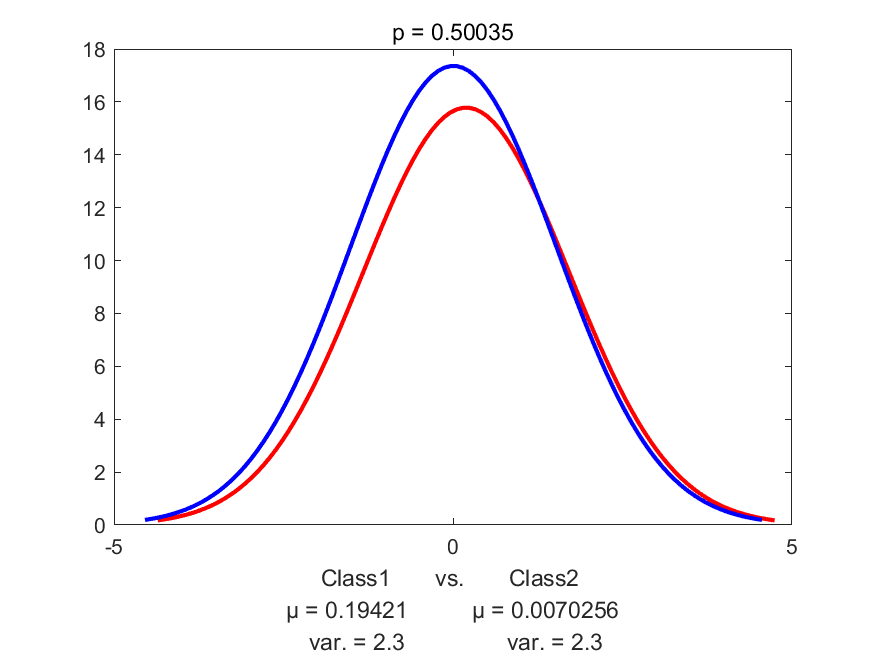 p = 0.50035
18
16
14
12
10
8
6
4
2
0
-5 0 5
Class1 vs. Class2
μ = 0.19421 μ = 0.0070256
var. = 2.3 var. = 2.3